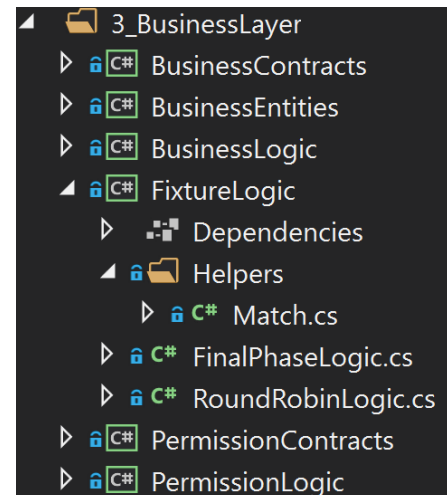 3_BusinessLayer
C# BusinessContracts
C# BusinessEntities
C# BusinessLogic
C# FixtureLogic
Dependencies
Helpers
C# Match.cs
C# FinalPhaseLogic.cs
C# RoundRobinLogic.cs
C# PermissionContracts
C# PermissionLogic